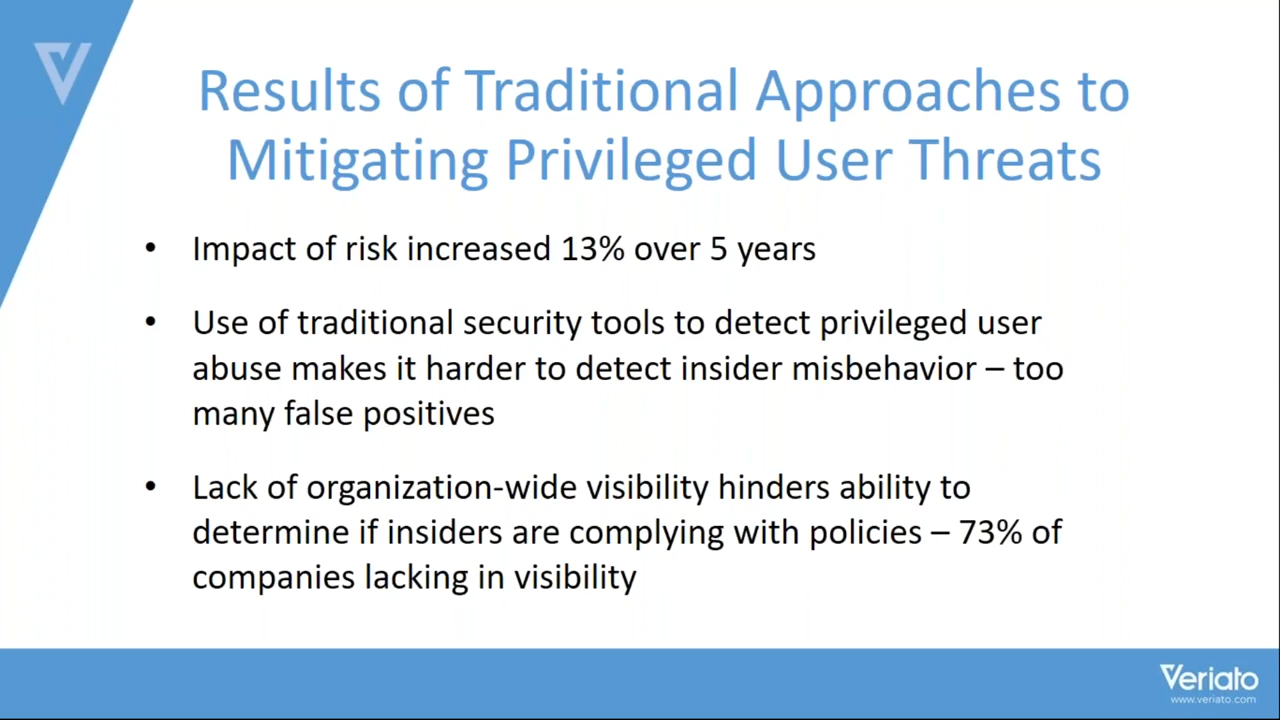 Results of Traditional Approaches to
Mitigating Privileged User Threats
• Impact of risk increased 13% over 5 years
• Use of traditional security tools to detect privileged user
abuse makes it harder to detect insider misbehavior – too
many false positives
• Lack of organization-wide visibility hinders ability to
determine if insiders are complying with policies – 73% of
companies lacking in visibility
Veriato
www.veriato.com